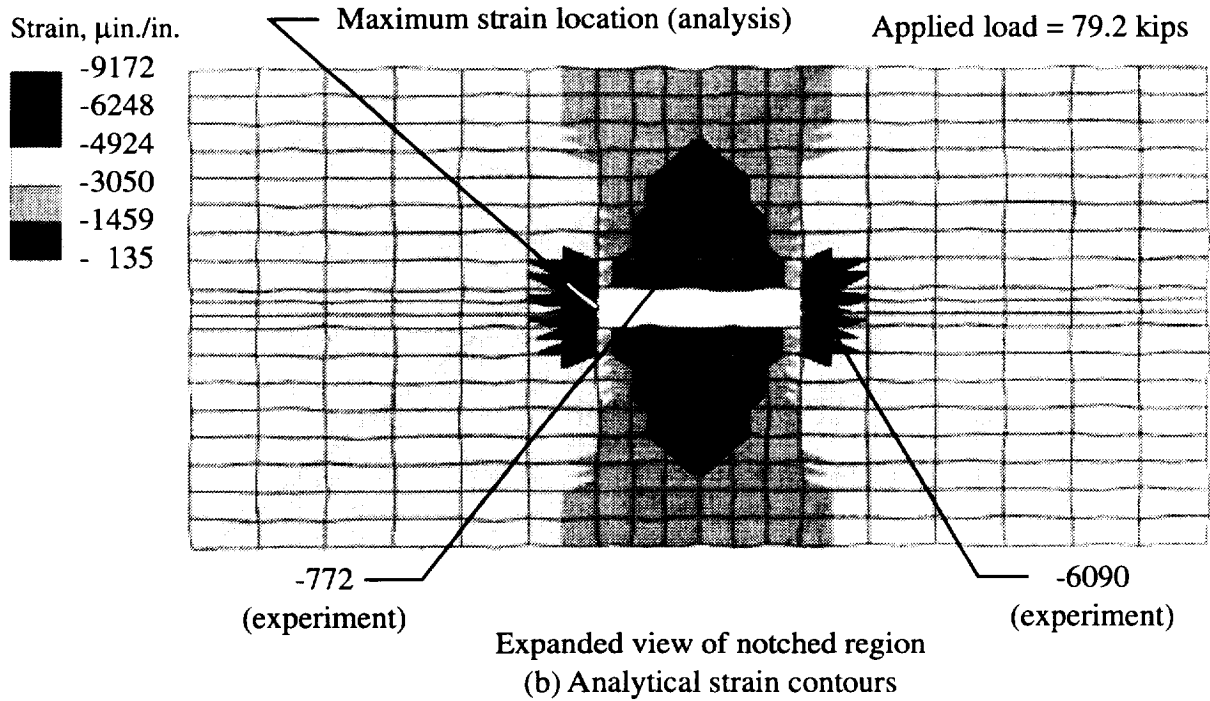 Maximum strain location (analysis)
Applied load = 79.2 kips
Strain, μin./in.
-9172
-6248
-4924
-3050
-1459
- 135
-772
(experiment)
-6090
(experiment)
Expanded view of notched region
(b) Analytical strain contours